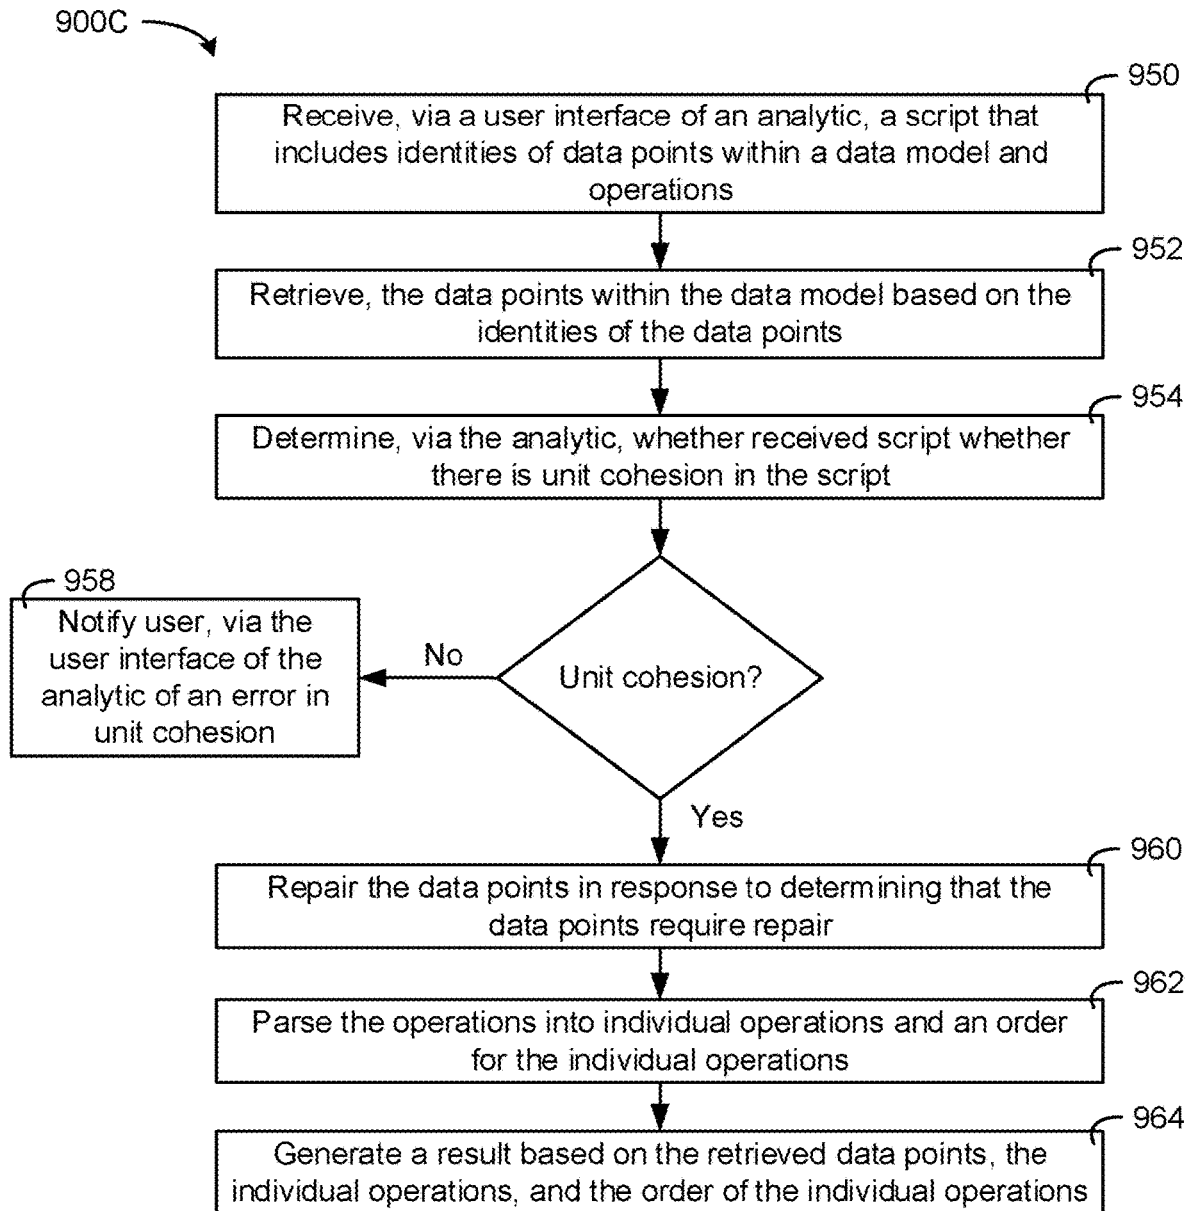 900C
950
Receive, via a user interface of an analytic, a script that
includes identities of data points within a data model and
operations
952
Retrieve, the data points within the data model based on the
identities of the data points
954
Determine, via the analytic, whether received script whether
there is unit cohesion in the script
958
Notify user, via the
user interface of the
analytic of an error in
unit cohesion
No
Unit cohesion?
Yes
960
Repair the data points in response to determining that the
data points require repair
962
Parse the operations into individual operations and an order
for the individual operations
964
Generate a result based on the retrieved data points, the
individual operations, and the order of the individual operations